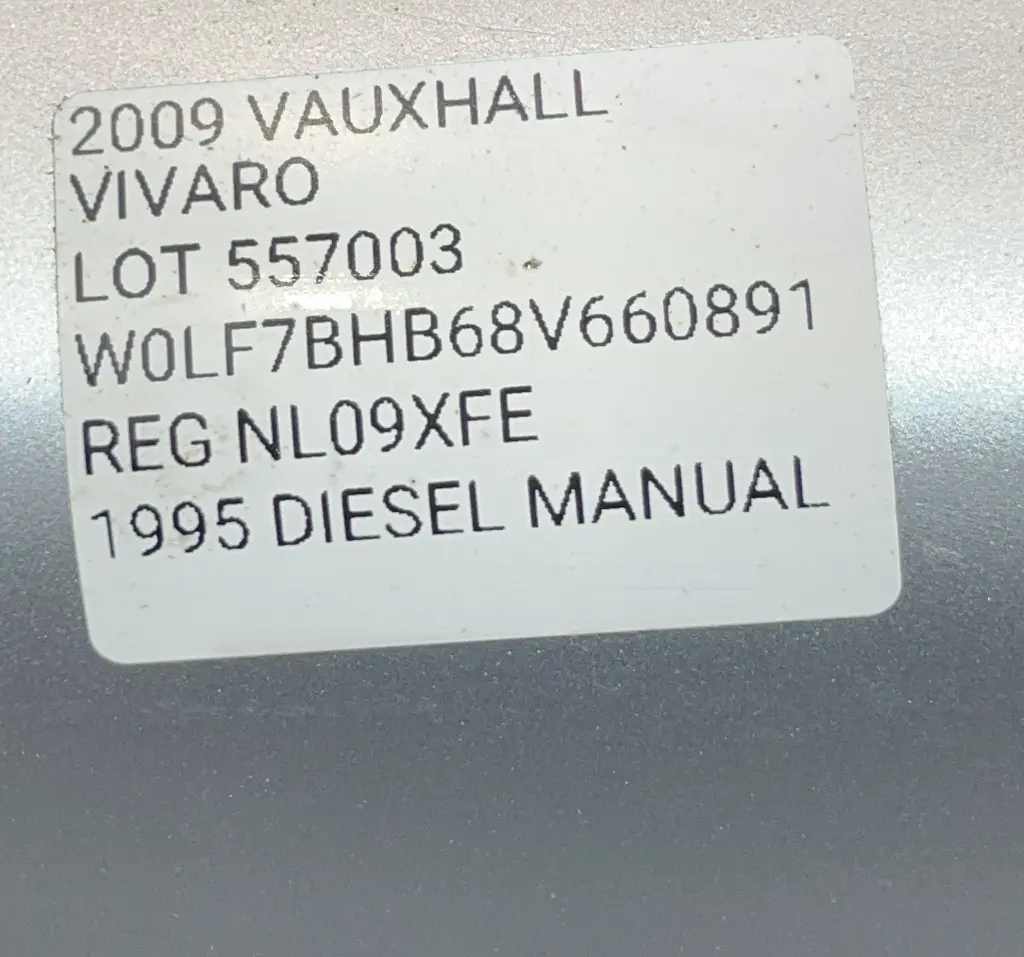 2009 VAUXHALL
VIVARO
LOT 557003
W0LF7BHB68V660891
REG NL09XFE
1995 DIESEL MANUAL